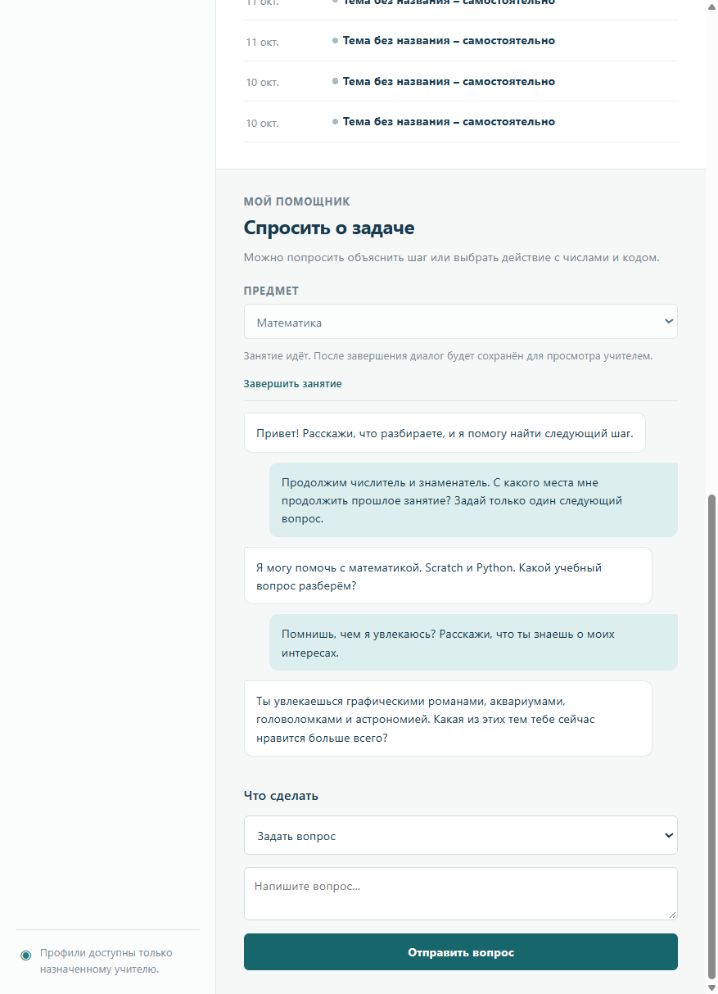 11 окт.
Тема без названия – самостоятельно
11 окт.
Тема без названия – самостоятельно
10 окт.
Тема без названия – самостоятельно
10 окт.
Тема без названия – самостоятельно
МОЙ ПОМОЩНИК
Спросить о задаче
Можно попросить объяснить шаг или выбрать действие с числами и кодом.
ПРЕДМЕТ
Математика
Занятие идёт. После завершения диалог будет сохранён для просмотра учителем.
Завершить занятие
Привет! Расскажи, что разбираете, и я помогу найти следующий шаг.
Продолжим числитель и знаменатель. С какого места мне
продолжить прошлое занятие? Задай только один следующий
вопрос.
Я могу помочь с математикой, Scratch и Python. Какой учебный
вопрос разберём?
Помнишь, чем я увлекаюсь? Расскажи, что ты знаешь о моих
интересах.
Ты увлекаешься графическими романами, аквариумами,
головоломками и астрономией. Какая из этих тем тебе сейчас
нравится больше всего?
Что сделать
Задать вопрос
Напишите вопрос...
Отправить вопрос
Профили доступны только
назначенному учителю.